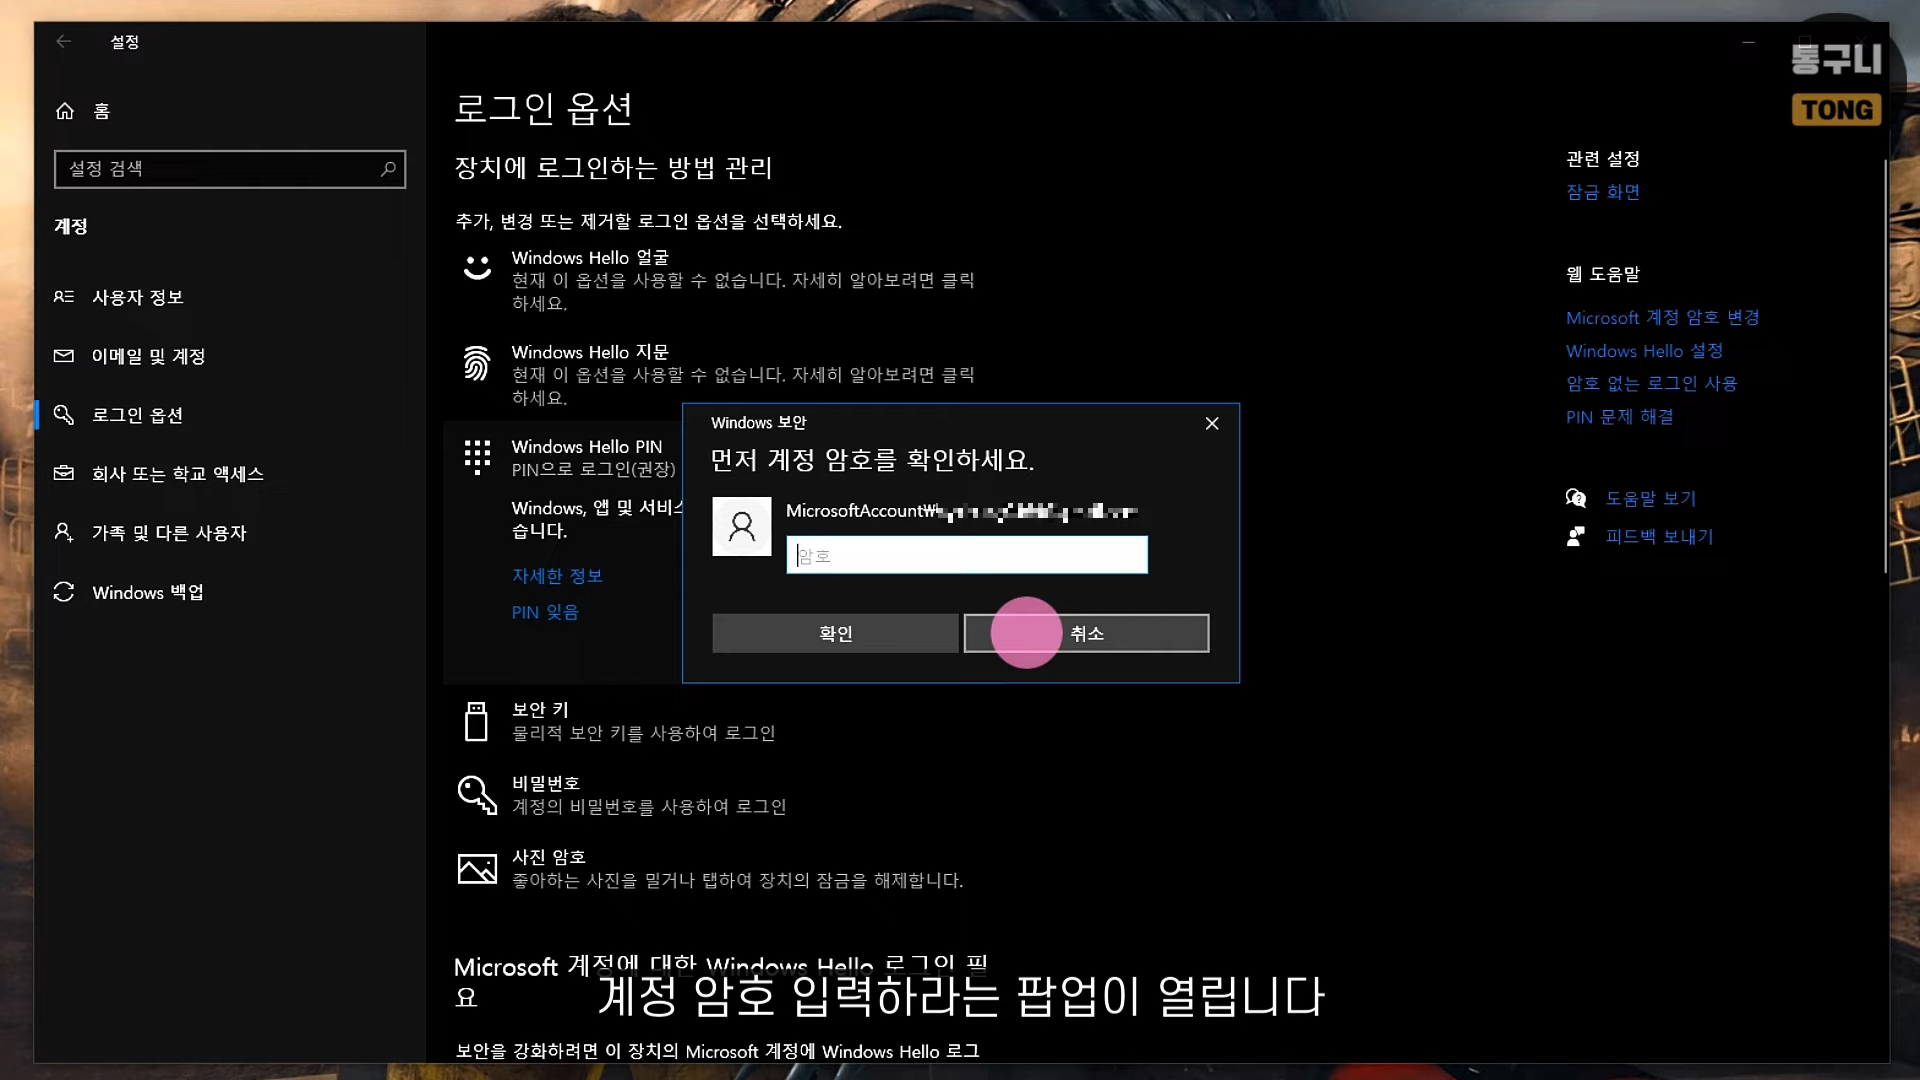 설정
통구니
TONG
홈
설정 검색
계정
사용자 정보
이메일 및 계정
로그인 옵션
회사 또는 학교 액세스
가족 및 다른 사용자
Windows 백업
로그인 옵션
장치에 로그인하는 방법 관리
추가, 변경 또는 제거할 로그인 옵션을 선택하세요.
Windows Hello 얼굴
현재 이 옵션을 사용할 수 없습니다. 자세히 알아보려면 클릭
하세요.
Windows Hello 지문
현재 이 옵션을 사용할 수 없습니다. 자세히 알아보려면 클릭
하세요.
Windows Hello PIN
PIN으로 로그인(권장)
Windows, 앱 및 서비스
습니다.
자세한 정보
PIN 잊음
Windows 보안
먼저 계정 암호를 확인하세요.
MicrosoftAccount₩
암호
확인
취소
보안 키
물리적 보안 키를 사용하여 로그인
비밀번호
계정의 비밀번호를 사용하여 로그인
사진 암호
좋아하는 사진을 밀거나 탭하여 장치의 잠금을 해제합니다.
Microsoft 계정에 대한 Windows Hello 로그인 필
요
계정 암호 입력하라는 팝업이 열립니다
보안을 강화하려면 이 장치의 Microsoft 계정에 Windows Hello 로그
관련 설정
잠금 화면
웹 도움말
Microsoft 계정 암호 변경
Windows Hello 설정
암호 없는 로그인 사용
PIN 문제 해결
도움말 보기
피드백 보내기